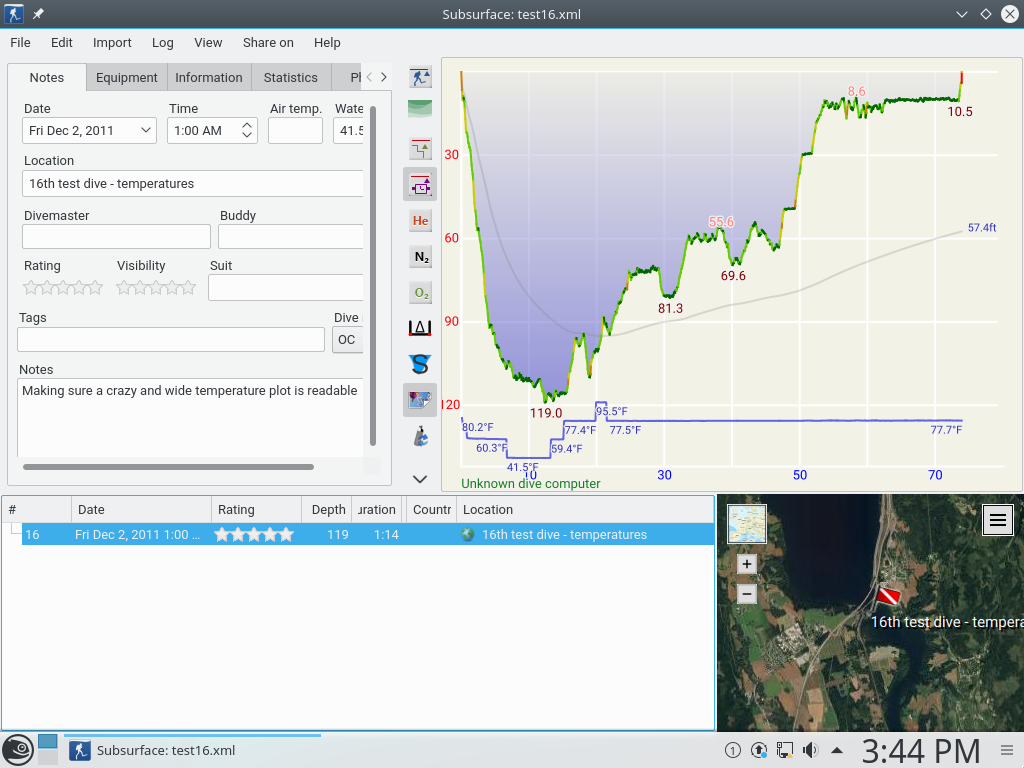 Subsurface: test16.xml
File Edit Import Log View Share on Help
Notes Equipment Information Statistics
Date Time Air temp. Wate
Fri Dec 2, 2011 1:00 AM 41.5
Location
16th test dive - temperatures
Divemaster Buddy
Rating Visibility Suit
Tags Dive
OC
Notes
Making sure a crazy and wide temperature plot is readable
He
N₂
O₂
8.6
10.5
30
55.6
60
57.4ft
69.6
81.3
90
120
119.0
95.5°F
80.2°F
77.4°F 77.5°F 77.7°F
60.3°F 59.4°F
41.5°F
10 30 50 70
Unknown dive computer
# Date Rating Depth uration Countr Location
16 Fri Dec 2, 2011 1:00 ... 119 1:14 16th test dive - temperatures
+
−
16th test dive - tempera
Subsurface: test16.xml
1
3:44 PM